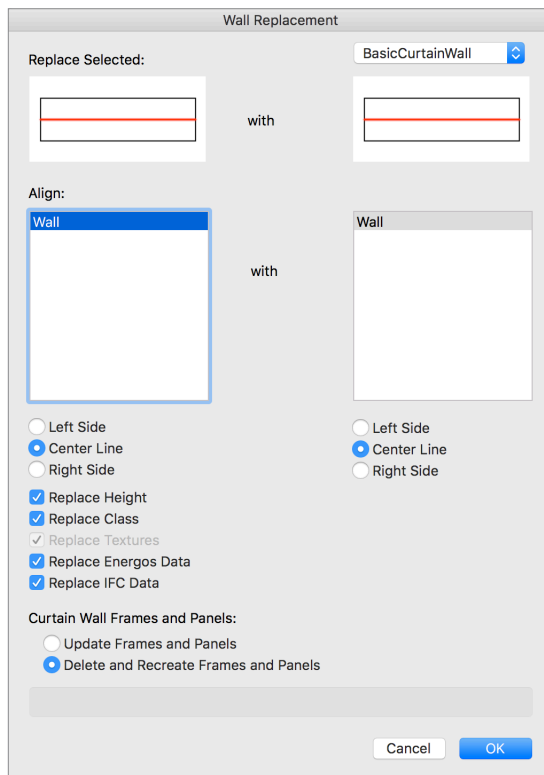 Wall Replacement
Replace Selected:
BasicCurtainWall
with
Align:
Wall
Wall
with
Left Side
Center Line
Right Side
Left Side
Center Line
Right Side
Replace Height
Replace Class
Replace Textures
Replace Energos Data
Replace IFC Data
Curtain Wall Frames and Panels:
Update Frames and Panels
Delete and Recreate Frames and Panels
Cancel
OK